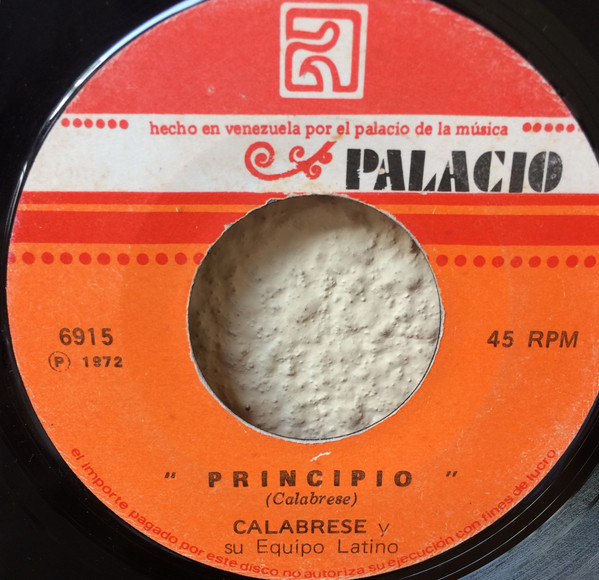 hecho en venezuela por el palacio de la música
PALACIO
6915
45 RPM
Ⓟ 1972
" PRINCIPIO "
(Calabrese)
CALABRESE y
su Equipo Latino
el importe pagado por este disco no autoriza su ejecución con fines de lucro